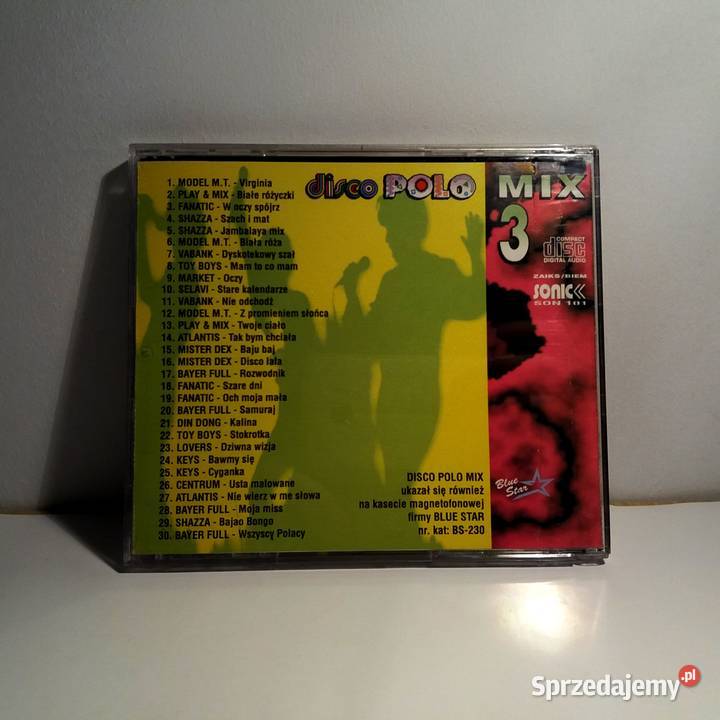 disco POLO MIX
3
COMPACT
disc
DIGITAL AUDIO
ZAIKS/BIEM
SONIC
SON 101
1. MODEL M.T. - Virginia
2. PLAY & MIX - Białe różyczki
3. FANATIC - W oczy spójrz
4. SHAZZA - Szach i mat
5. SHAZZA - Jambalaya mix
6. MODEL M.T. - Biała róża
7. VABANK - Dyskotekowy szał
8. TOY BOYS - Mam to co mam
9. MARKET - Oczy
10. SELAVI - Stare kalendarze
11. VABANK - Nie odchodź
12. MODEL M.T. - Z promieniem słońca
13. PLAY & MIX - Twoje ciało
14. ATLANTIS - Tak bym chciała
15. MISTER DEX - Baju baj
16. MISTER DEX - Disco lala
17. BAYER FULL - Rozwodnik
18. FANATIC - Szare dni
19. FANATIC - Och moja mała
20. BAYER FULL - Samuraj
21. DIN DONG - Kalina
22. TOY BOYS - Stokrotka
23. LOVERS - Dziwna wizja
24. KEYS - Bawmy się
25. KEYS - Cyganka
26. CENTRUM - Usta malowane
27. ATLANTIS - Nie wierz w me słowa
28. BAYER FULL - Moja miss
29. SHAZZA - Bajao Bongo
30. BAYER FULL - Wszyscy Polacy
DISCO POLO MIX
ukazał się również
na kasecie magnetofonowej
firmy BLUE STAR
nr. kat: BS-230
Blue
Star
Sprzedajemy.pl